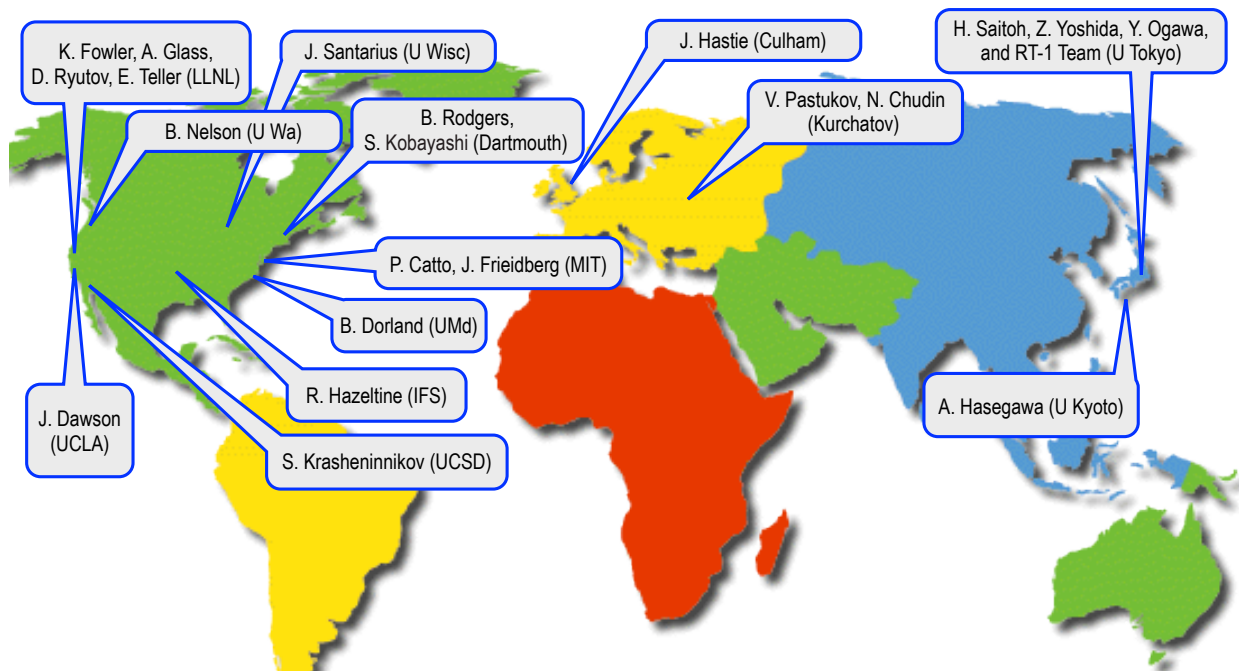 K. Fowler, A. Glass,
D. Ryutov, E. Teller (LLNL)
J. Santarius (U Wisc)
B. Nelson (U Wa)
B. Rodgers,
S. Kobayashi (Dartmouth)
J. Hastie (Culham)
V. Pastukov, N. Chudin
(Kurchatov)
H. Saitoh, Z. Yoshida, Y. Ogawa,
and RT-1 Team (U Tokyo)
P. Catto, J. Frieidberg (MIT)
B. Dorland (UMd)
R. Hazeltine (IFS)
J. Dawson
(UCLA)
S. Krasheninnikov (UCSD)
A. Hasegawa (U Kyoto)